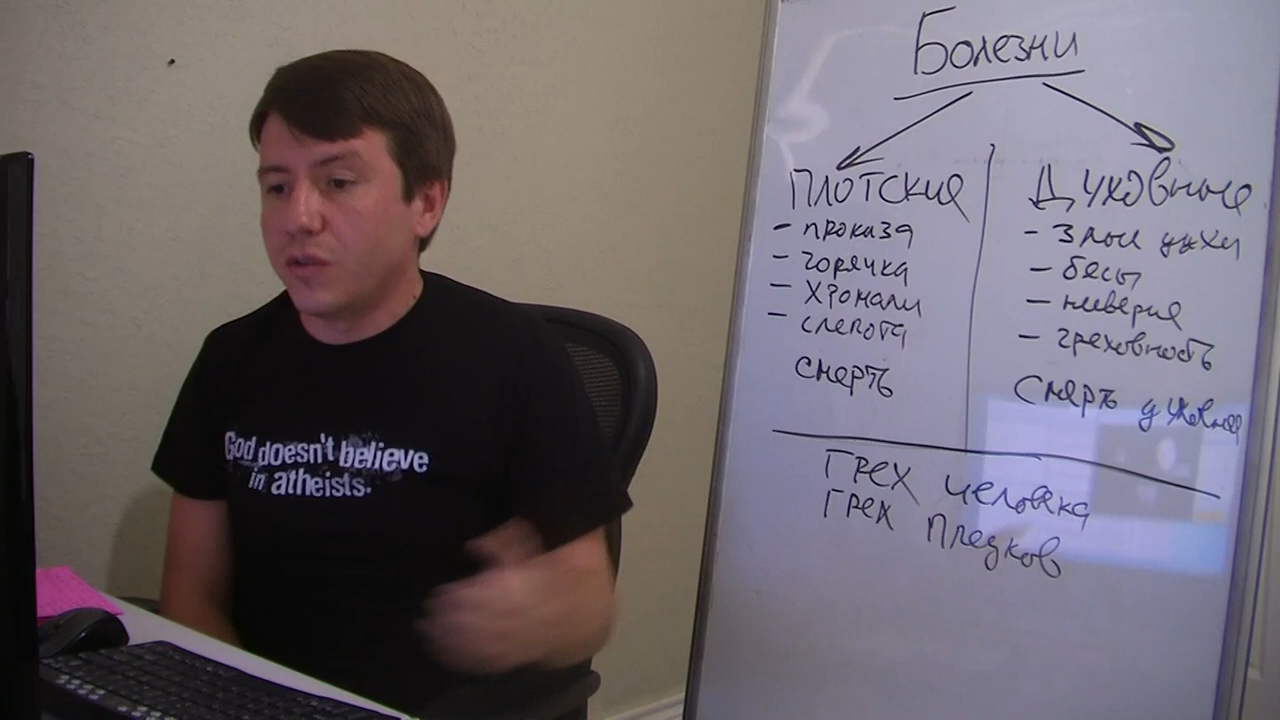 God doesn't believe
in atheists.
Болезни
Плотские
- проказа
- горячка
- хромали
- слепота
смерть
Духовные
- злые духи
- бесы
- неверие
- греховность
Смерть духовная
Грех человека
Грех предков